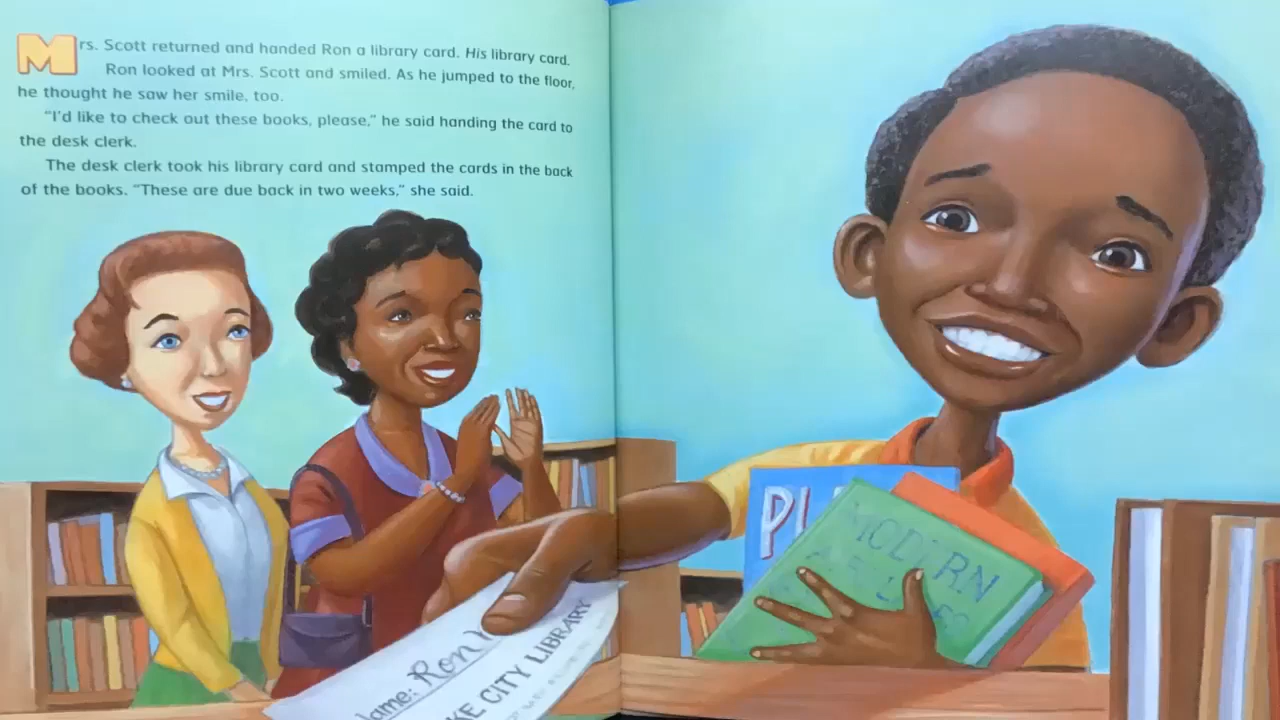 Mrs. Scott returned and handed Ron a library card. His library card.
Ron looked at Mrs. Scott and smiled. As he jumped to the floor,
he thought he saw her smile, too.
"I'd like to check out these books, please," he said handing the card to
the desk clerk.
The desk clerk took his library card and stamped the cards in the back
of the books. "These are due back in two weeks," she said.
ame: Ron
KE CITY LIBRARY
PL
MODERN